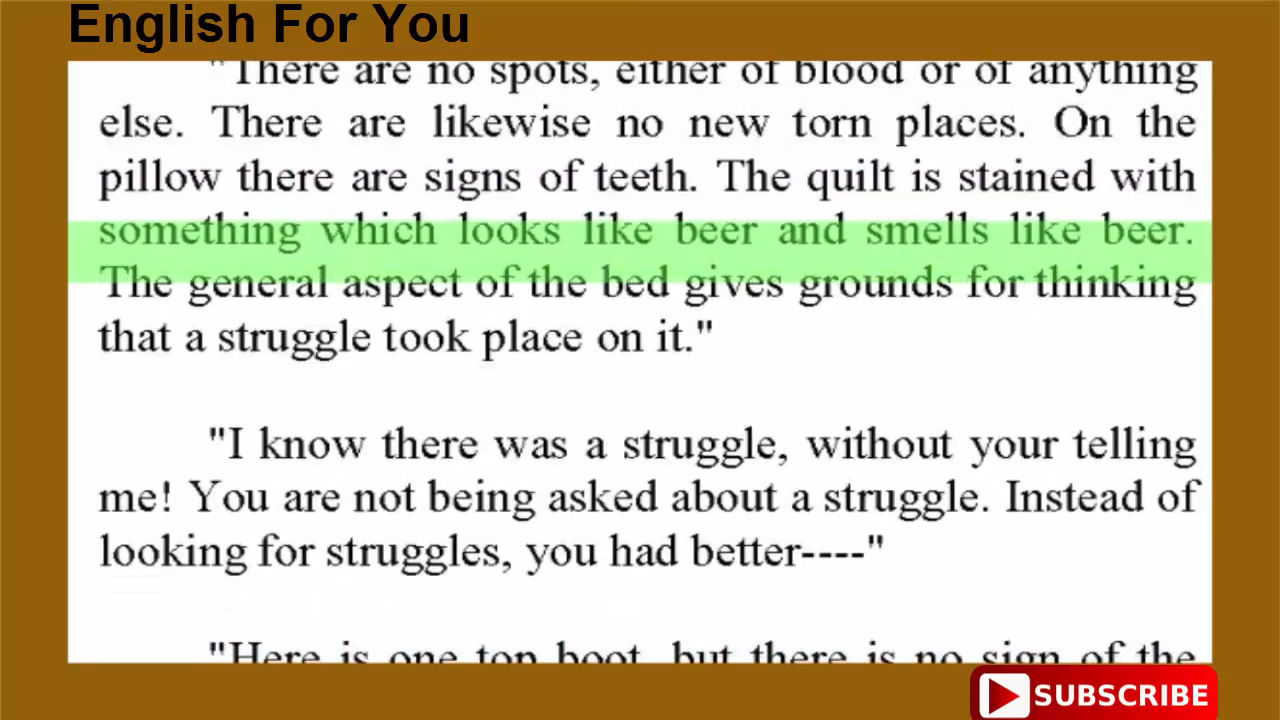 English For You
"There are no spots, either of blood or of anything
else. There are likewise no new torn places. On the
pillow there are signs of teeth. The quilt is stained with
something which looks like beer and smells like beer.
The general aspect of the bed gives grounds for thinking
that a struggle took place on it."
"I know there was a struggle, without your telling
me! You are not being asked about a struggle. Instead of
looking for struggles, you had better----"
"Here is one top boot, but there is no sign of the
SUBSCRIBE